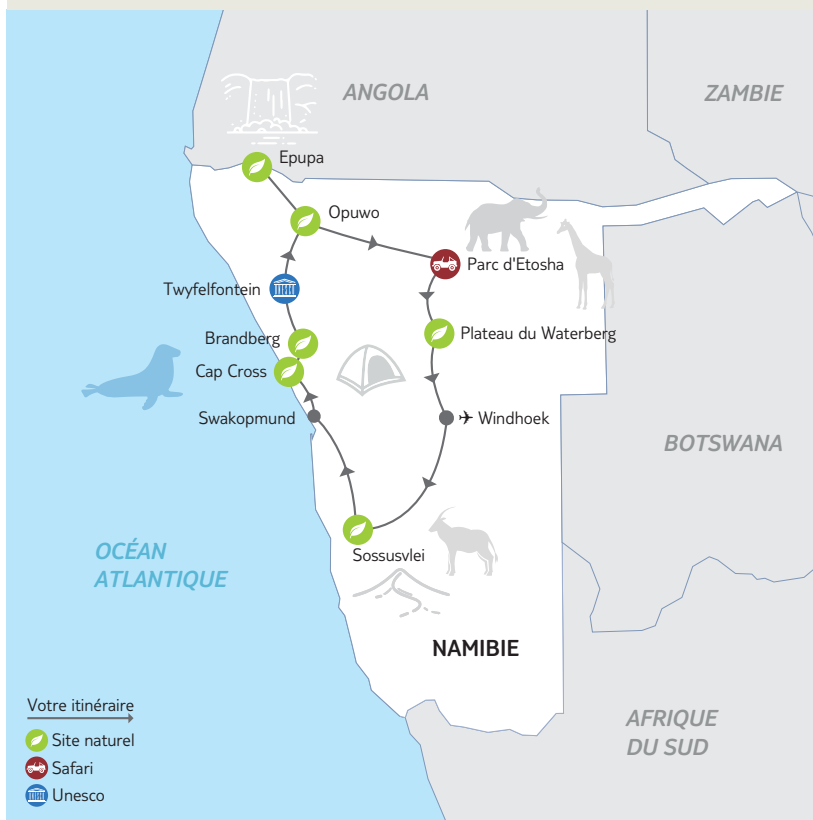 ANGOLA
ZAMBIE
Epupa
Opuwo
Parc d'Etosha
Twyfelfontein
Brandberg
Plateau du Waterberg
Cap Cross
Swakopmund
Windhoek
BOTSWANA
OCÉAN
ATLANTIQUE
Sossusvlei
NAMIBIE
AFRIQUE
DU SUD
Votre itinéraire
Site naturel
Safari
Unesco